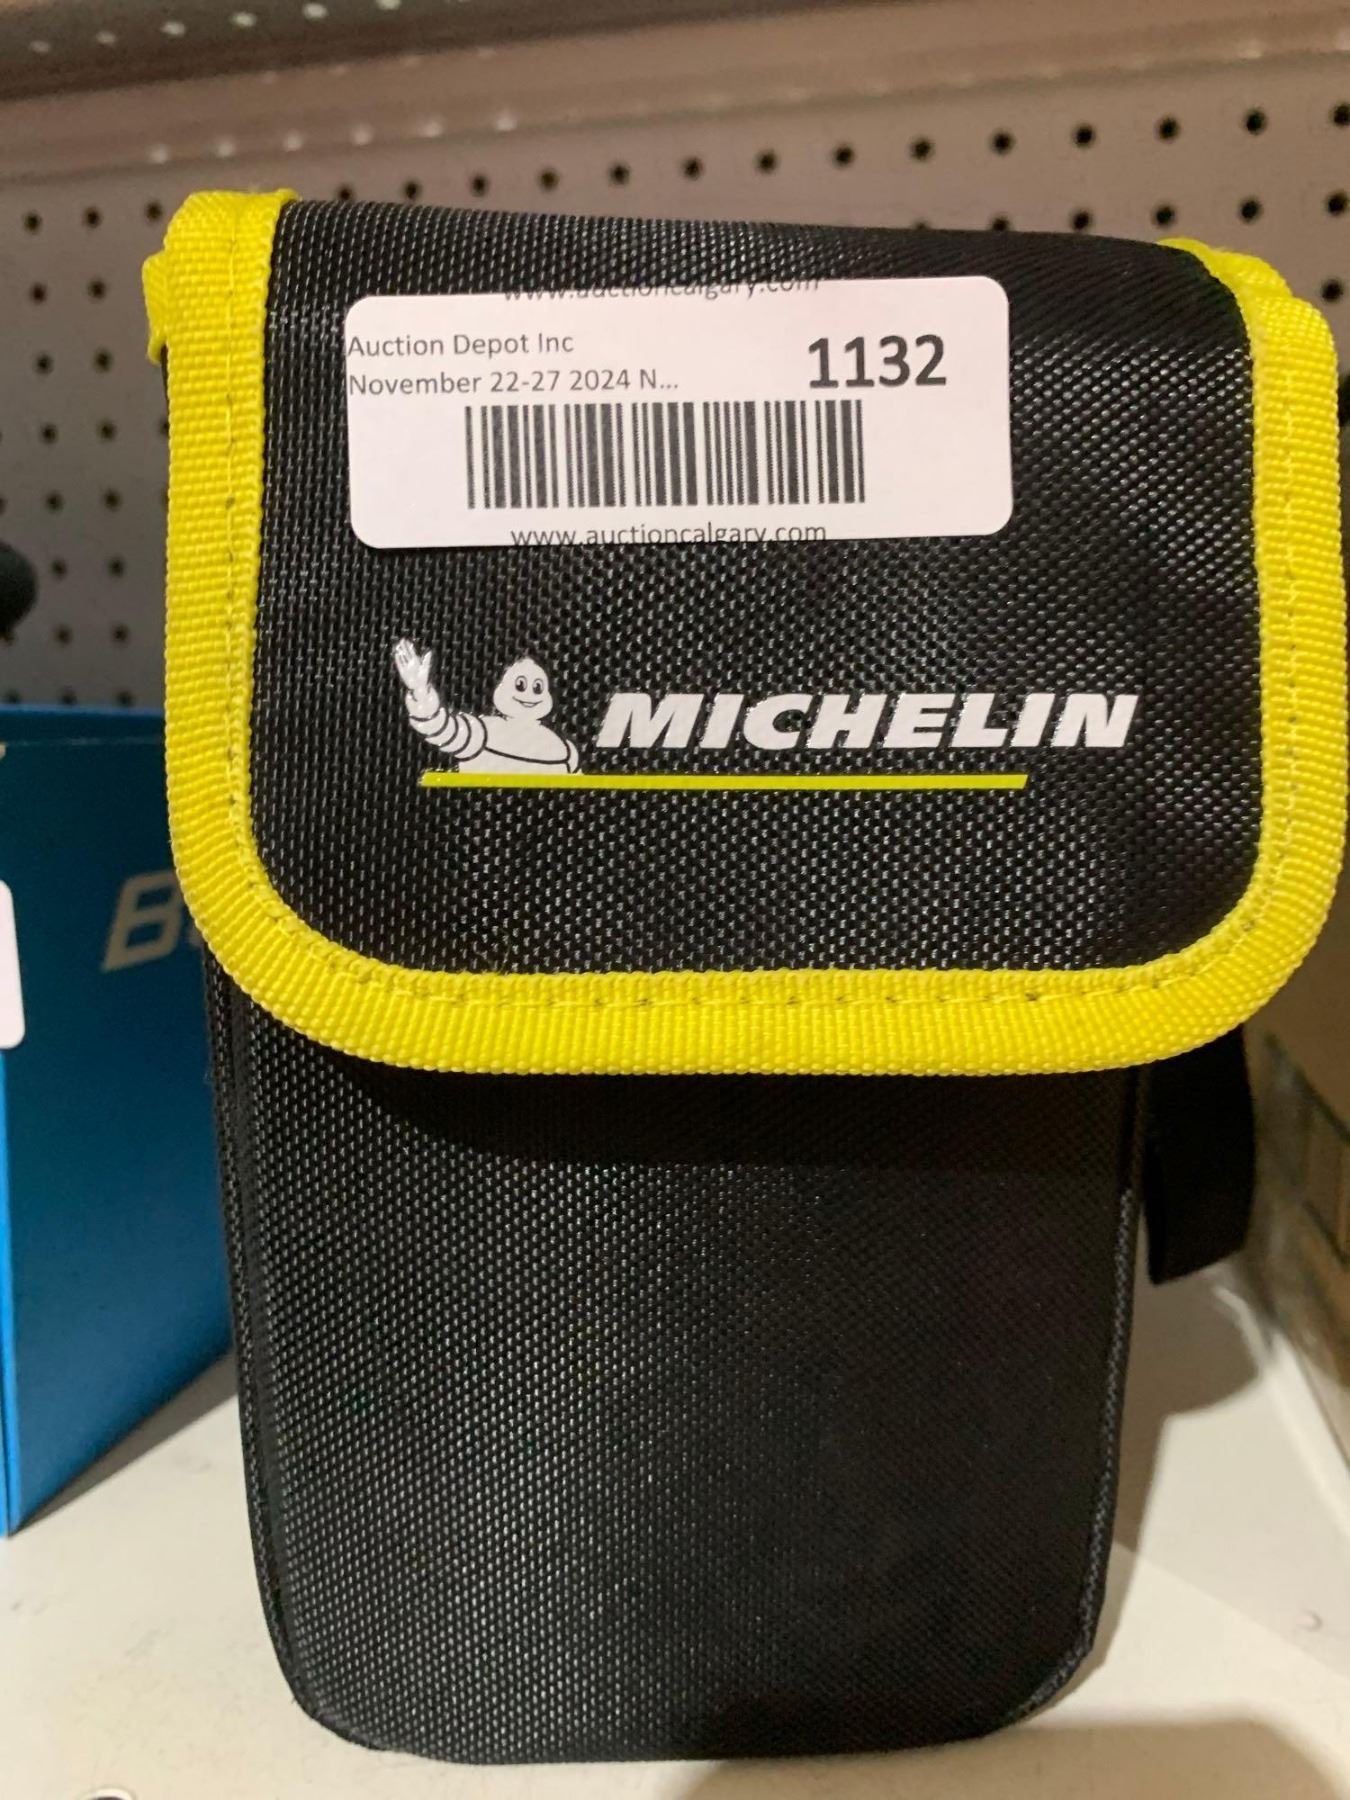 www.auctioncalgary.com
Auction Depot Inc
1132
November 22-27 2024 N...
www.auctioncalgary.com
MICHELIN